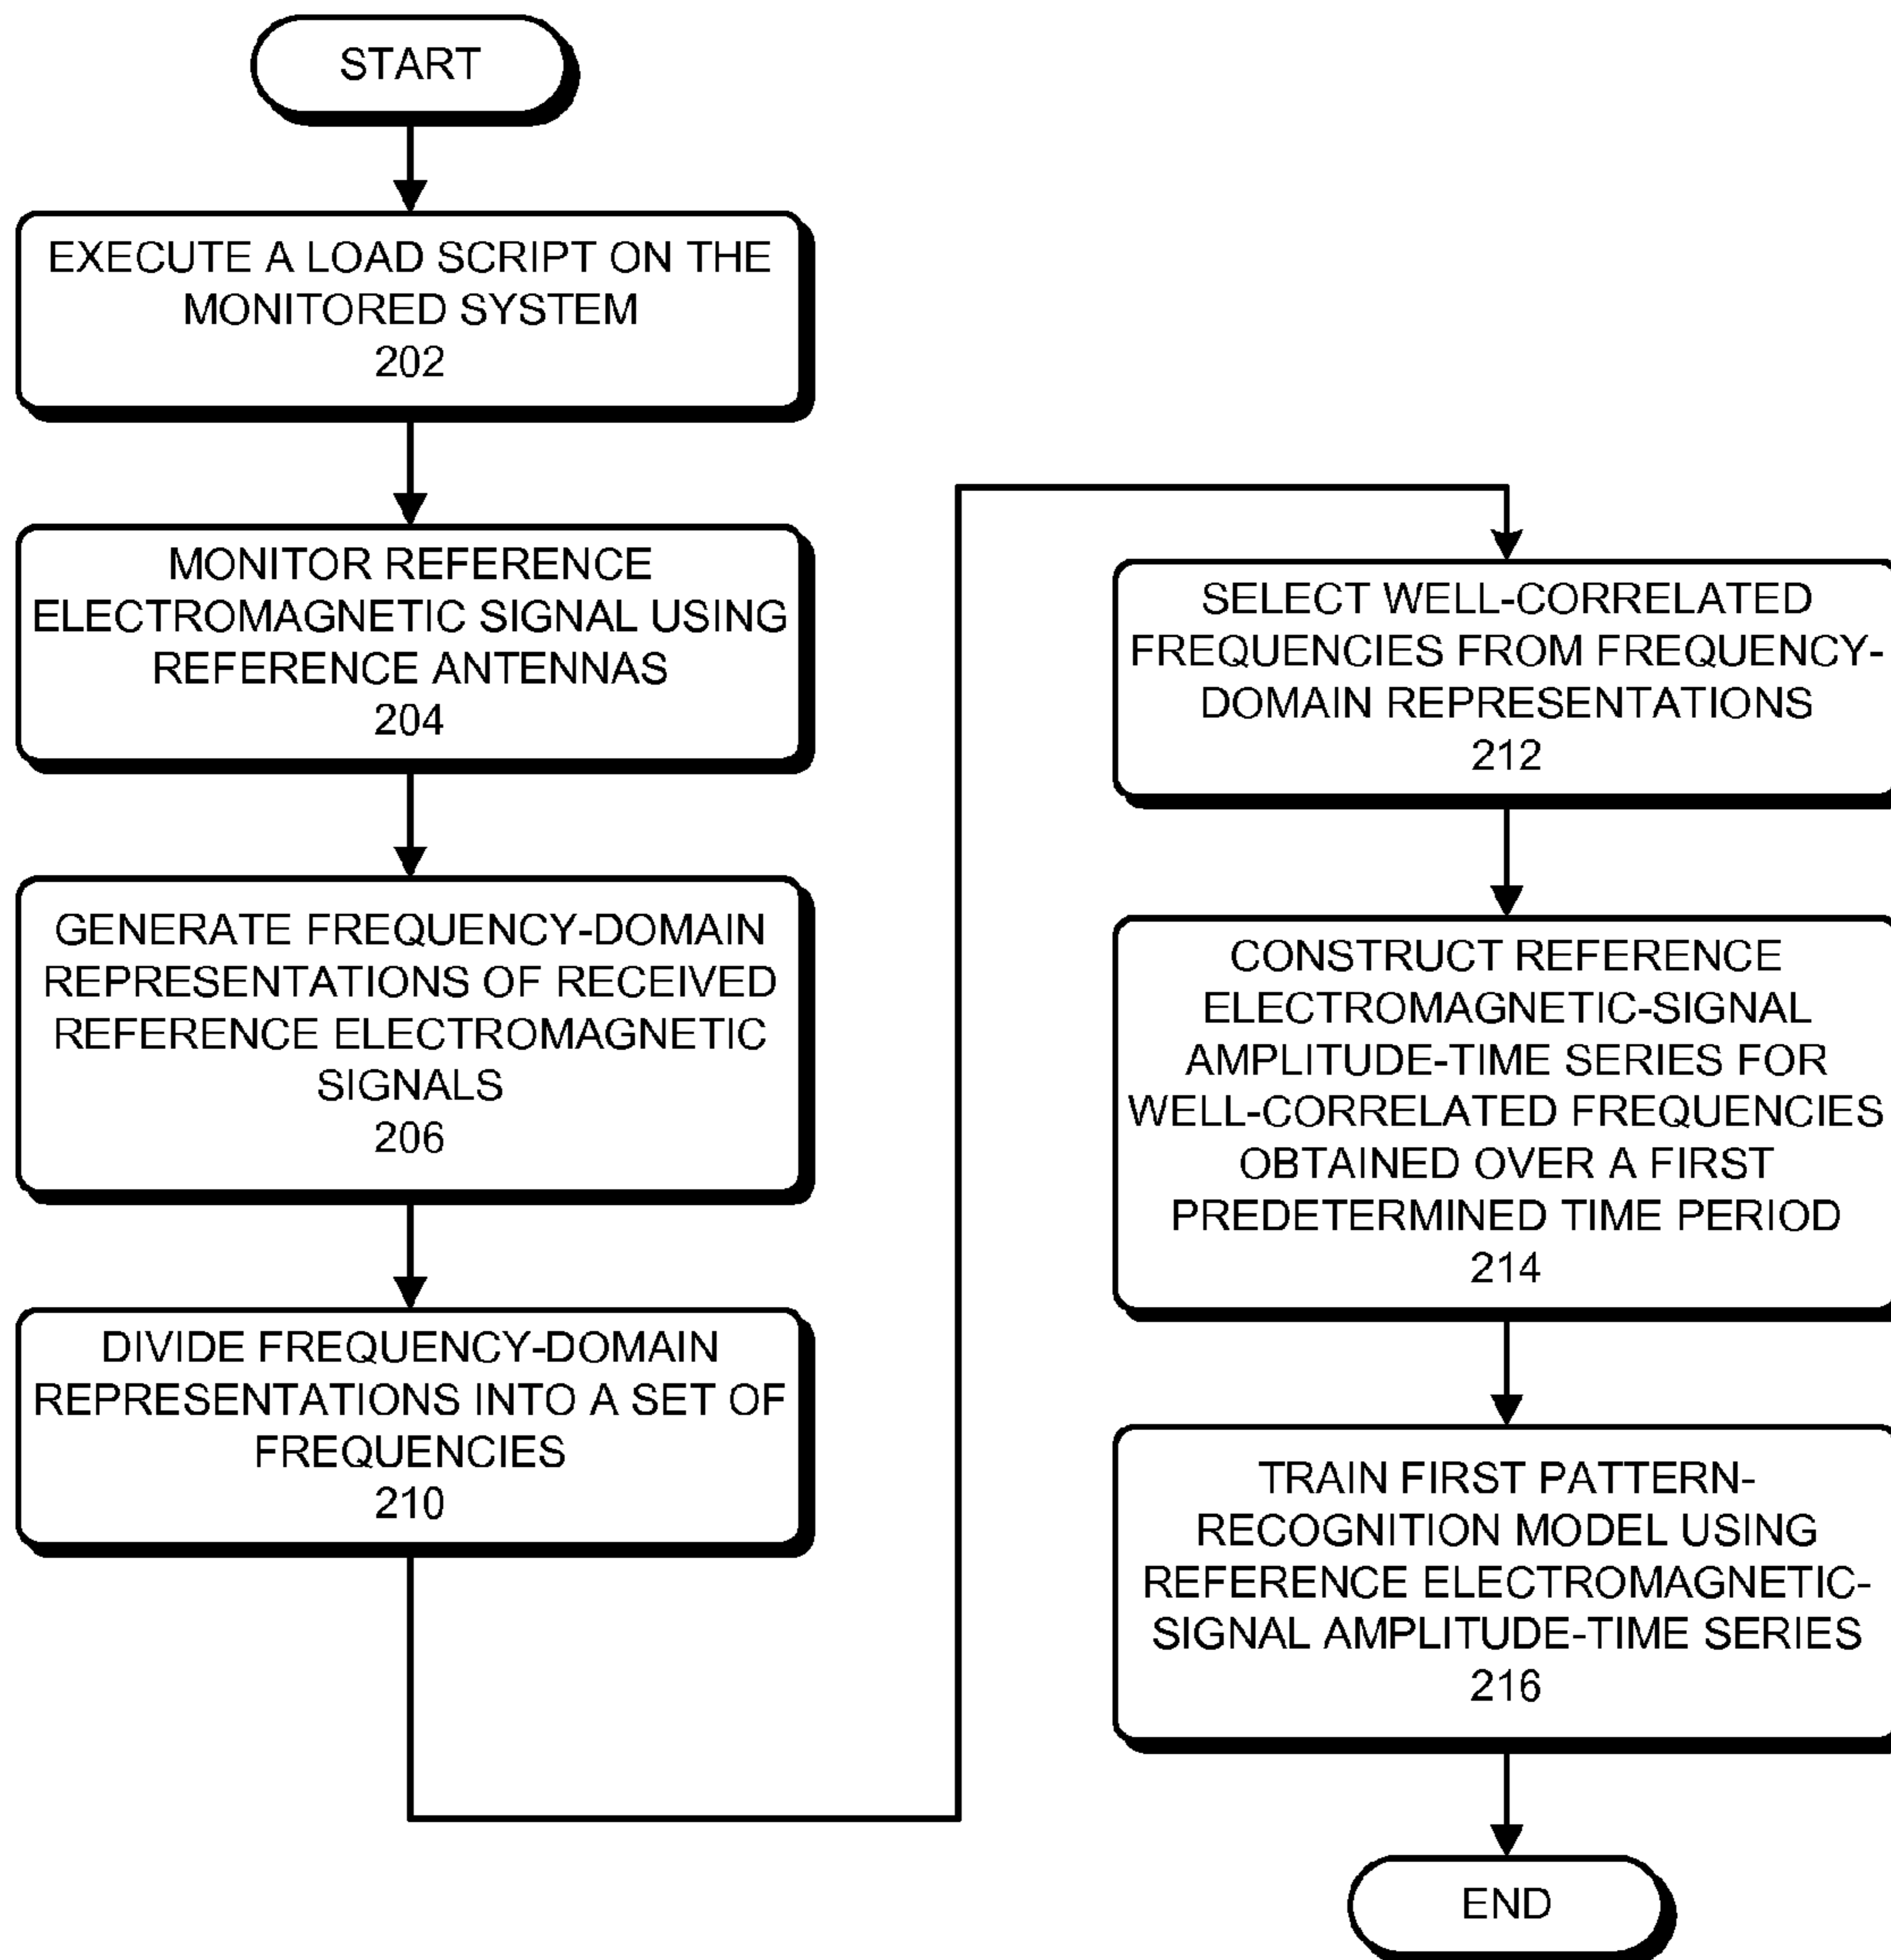 START
EXECUTE A LOAD SCRIPT ON THE
MONITORED SYSTEM
202
MONITOR REFERENCE
ELECTROMAGNETIC SIGNAL USING
REFERENCE ANTENNAS
204
GENERATE FREQUENCY-DOMAIN
REPRESENTATIONS OF RECEIVED
REFERENCE ELECTROMAGNETIC
SIGNALS
206
DIVIDE FREQUENCY-DOMAIN
REPRESENTATIONS INTO A SET OF
FREQUENCIES
210
SELECT WELL-CORRELATED
FREQUENCIES FROM FREQUENCY-
DOMAIN REPRESENTATIONS
212
CONSTRUCT REFERENCE
ELECTROMAGNETIC-SIGNAL
AMPLITUDE-TIME SERIES FOR
WELL-CORRELATED FREQUENCIES
OBTAINED OVER A FIRST
PREDETERMINED TIME PERIOD
214
TRAIN FIRST PATTERN-
RECOGNITION MODEL USING
REFERENCE ELECTROMAGNETIC-
SIGNAL AMPLITUDE-TIME SERIES
216
END